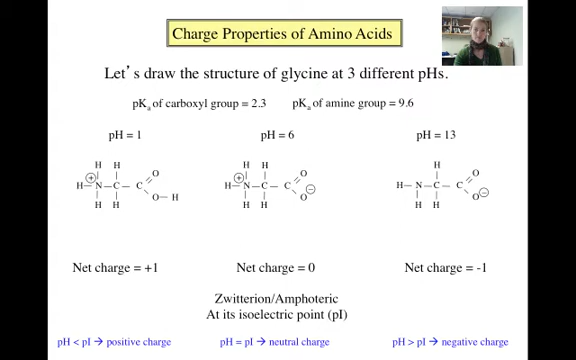 Charge Properties of Amino Acids
Let's draw the structure of glycine at 3 different pHs.
pKa of carboxyl group = 2.3 pKa of amine group = 9.6
pH = 1 pH = 6 pH = 13
H H H H H
+ O + O O
H—N—C—C H—N—C—C H—N—C—C
O—H O − O −
H H H H H H
Net charge = +1 Net charge = 0 Net charge = -1
Zwitterion/Amphoteric
At its isoelectric point (pI)
pH < pI → positive charge pH = pI → neutral charge pH > pI → negative charge